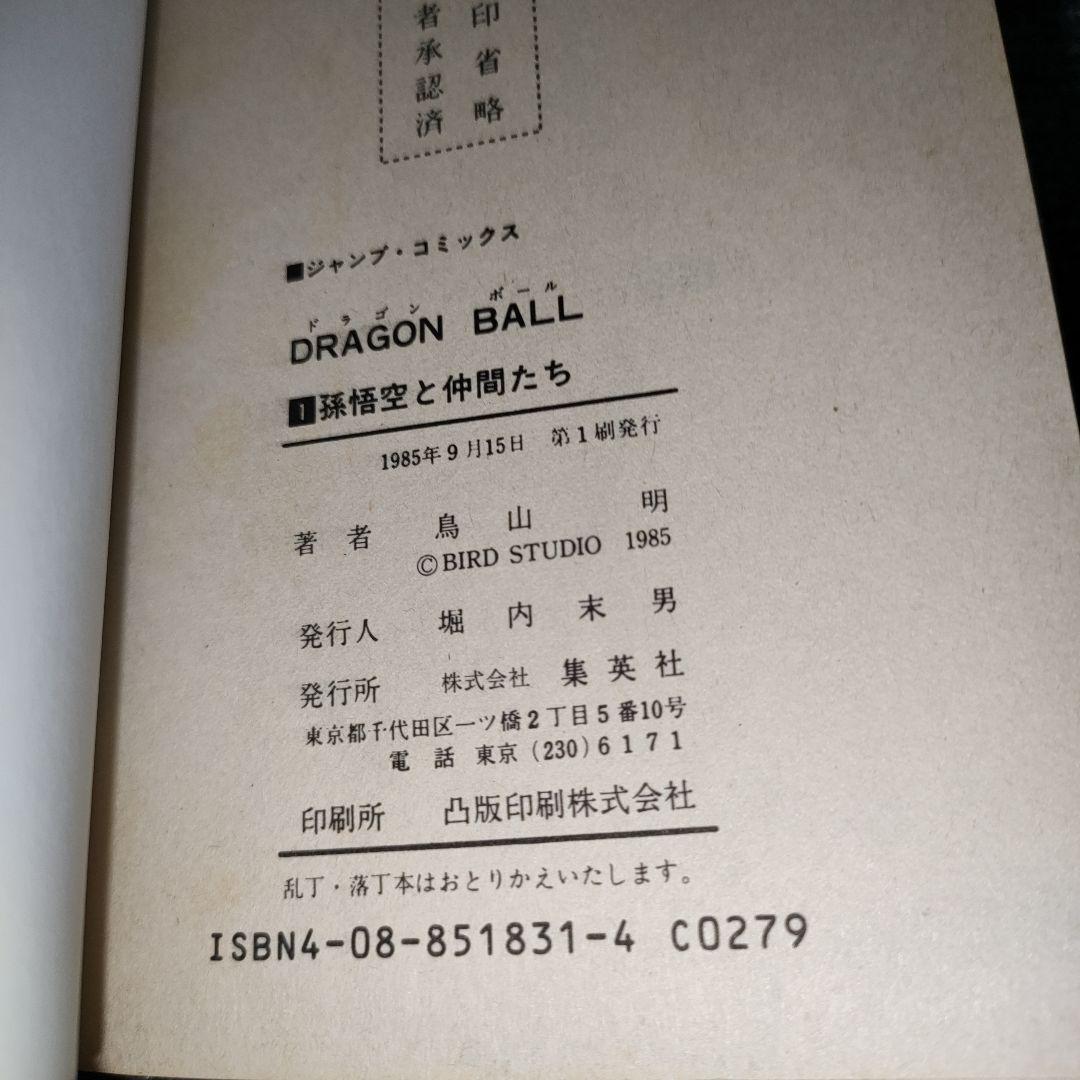 印省略
者承認済
■ジャンプ・コミックス
ドラゴン ボール
DRAGON BALL
1孫悟空と仲間たち
1985年9月15日 第1刷発行
著者 鳥山 明
©BIRD STUDIO 1985
発行人 堀内末男
発行所 株式会社 集英社
東京都千代田区一ツ橋2丁目5番10号
電話 東京(230)6171
印刷所 凸版印刷株式会社
乱丁・落丁本はおとりかえいたします。
ISBN4-08-851831-4 C0279